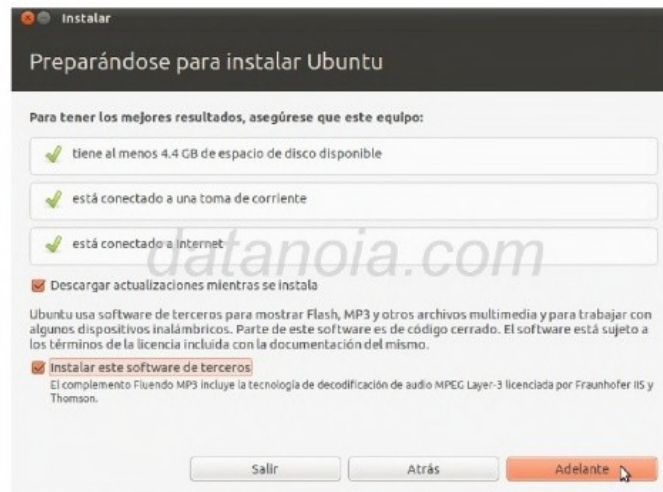 Instalar
Preparándose para instalar Ubuntu
Para tener los mejores resultados, asegúrese que este equipo:
tiene al menos 4.4 GB de espacio de disco disponible
está conectado a una toma de corriente
está conectado a Internet
datanoia.com
Descargar actualizaciones mientras se instala
Ubuntu usa software de terceros para mostrar Flash, MP3 y otros archivos multimedia y para trabajar con
algunos dispositivos inalámbricos. Parte de este software es de código cerrado. El software está sujeto a
los términos de la licencia incluida con la documentación del mismo.
Instalar este software de terceros
El complemento Fluendo MP3 incluye la tecnología de decodificación de audio MPEG Layer-3 licenciada por Fraunhofer IIS y
Thomson.
Salir
Atrás
Adelante